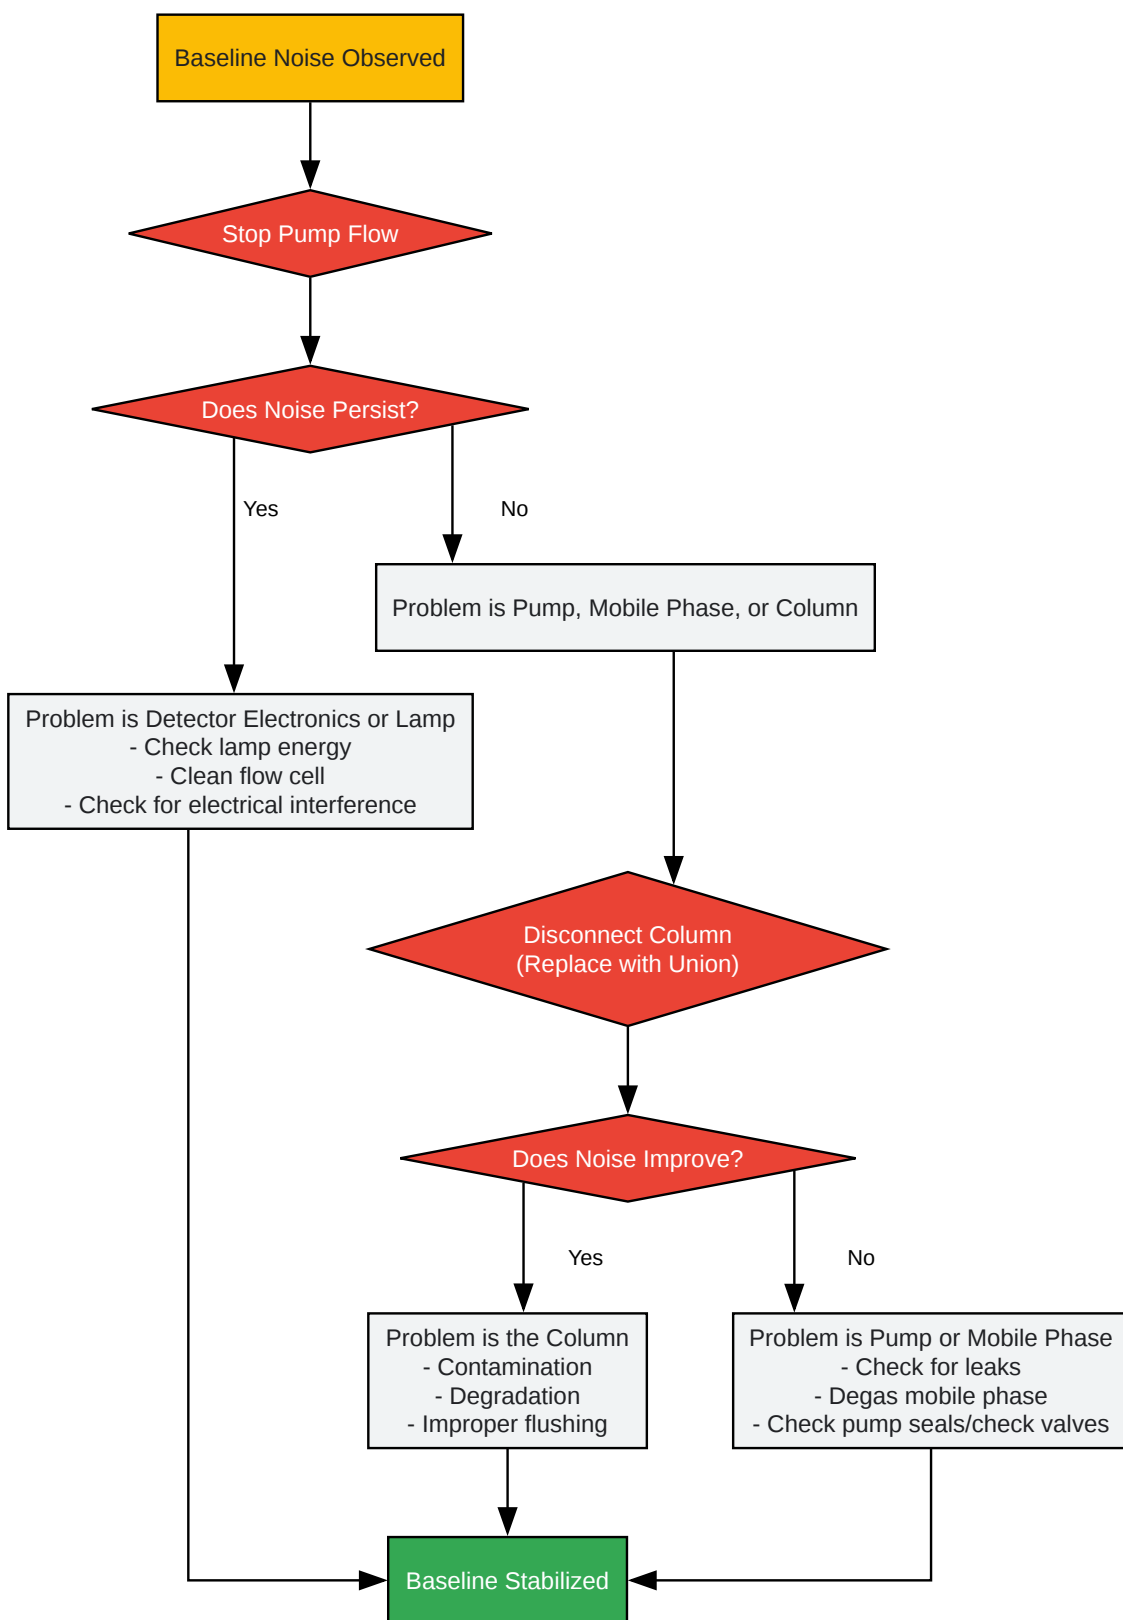 Baseline Noise Observed
Stop Pump Flow
Does Noise Persist?
Yes
No
Problem is Pump, Mobile Phase, or Column
Problem is Detector Electronics or Lamp
- Check lamp energy
- Clean flow cell
- Check for electrical interference
Disconnect Column
(Replace with Union)
Does Noise Improve?
Yes
No
Problem is the Column
- Contamination
- Degradation
- Improper flushing
Problem is Pump or Mobile Phase
- Check for leaks
- Degas mobile phase
- Check pump seals/check valves
Baseline Stabilized